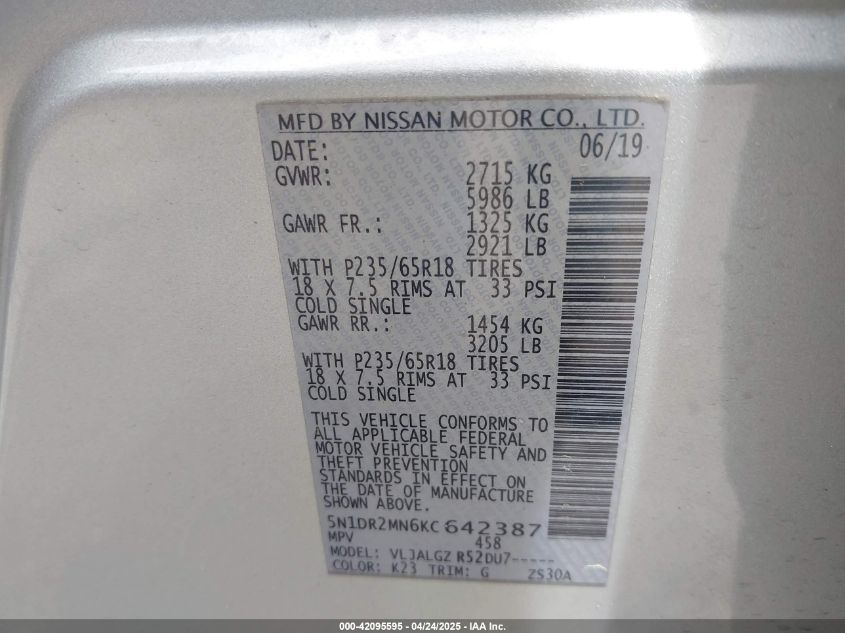 MFD BY NISSAN MOTOR CO., LTD.
DATE: 06/19
GVWR: 2715 KG
5986 LB
GAWR FR.: 1325 KG
2921 LB
WITH P235/65R18 TIRES
18 X 7.5 RIMS AT 33 PSI
COLD SINGLE
GAWR RR.: 1454 KG
3205 LB
WITH P235/65R18 TIRES
18 X 7.5 RIMS AT 33 PSI
COLD SINGLE
THIS VEHICLE CONFORMS TO
ALL APPLICABLE FEDERAL
MOTOR VEHICLE SAFETY AND
THEFT PREVENTION
STANDARDS IN EFFECT ON
THE DATE OF MANUFACTURE
SHOWN ABOVE.
5N1DR2MN6KC642387
MPV 458
MODEL: VLJALGZ R52DU7-----
COLOR: K23 TRIM: G ZS30A
000-42095595 - 04/24/2025 - IAA Inc.